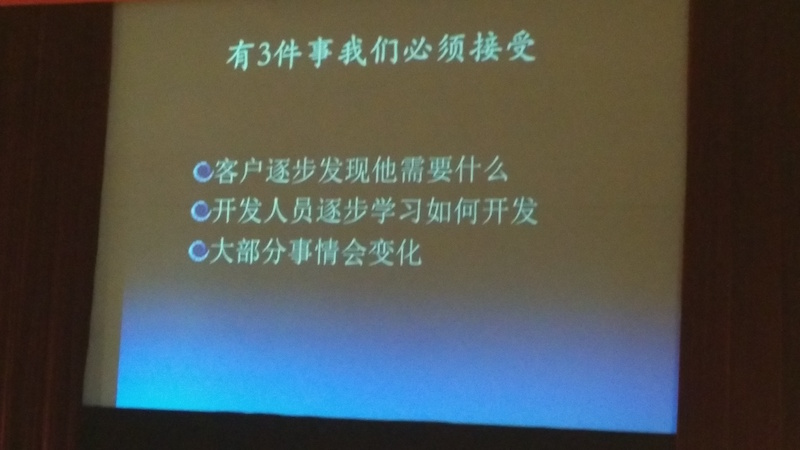 有3件事我们必须接受
客户逐步发现他需要什么
开发人员逐步学习如何开发
大部分事情会变化